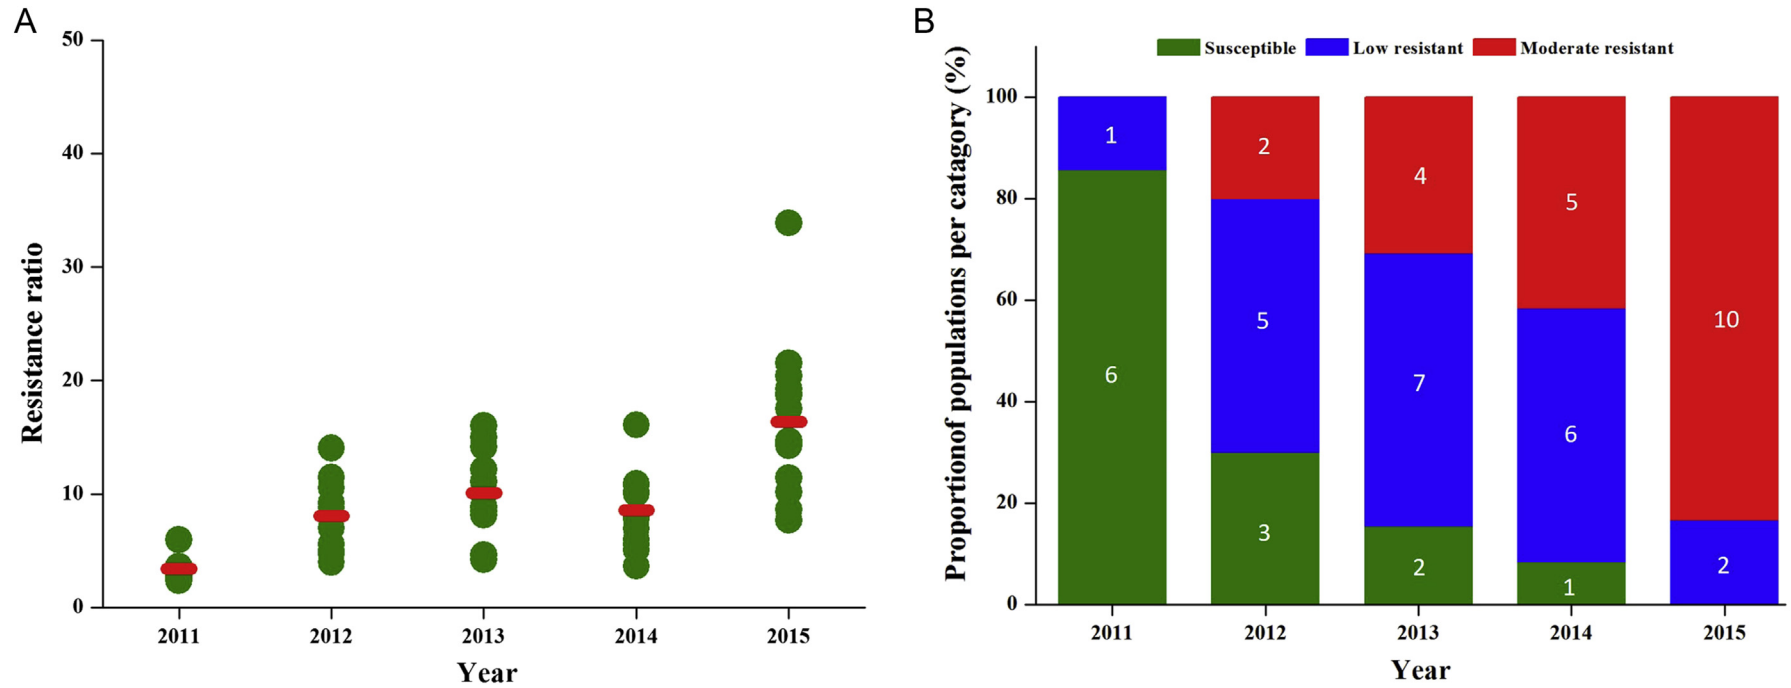 A
50
40
30
20
10
0
Resistance ratio
2011 2012 2013 2014 2015
Year
B
Susceptible Low resistant Moderate resistant
Proportionof populations per catagory (%)
100
80
60
40
20
0
1
6
2
5
3
4
7
2
5
6
1
10
2
2011 2012 2013 2014 2015
Year